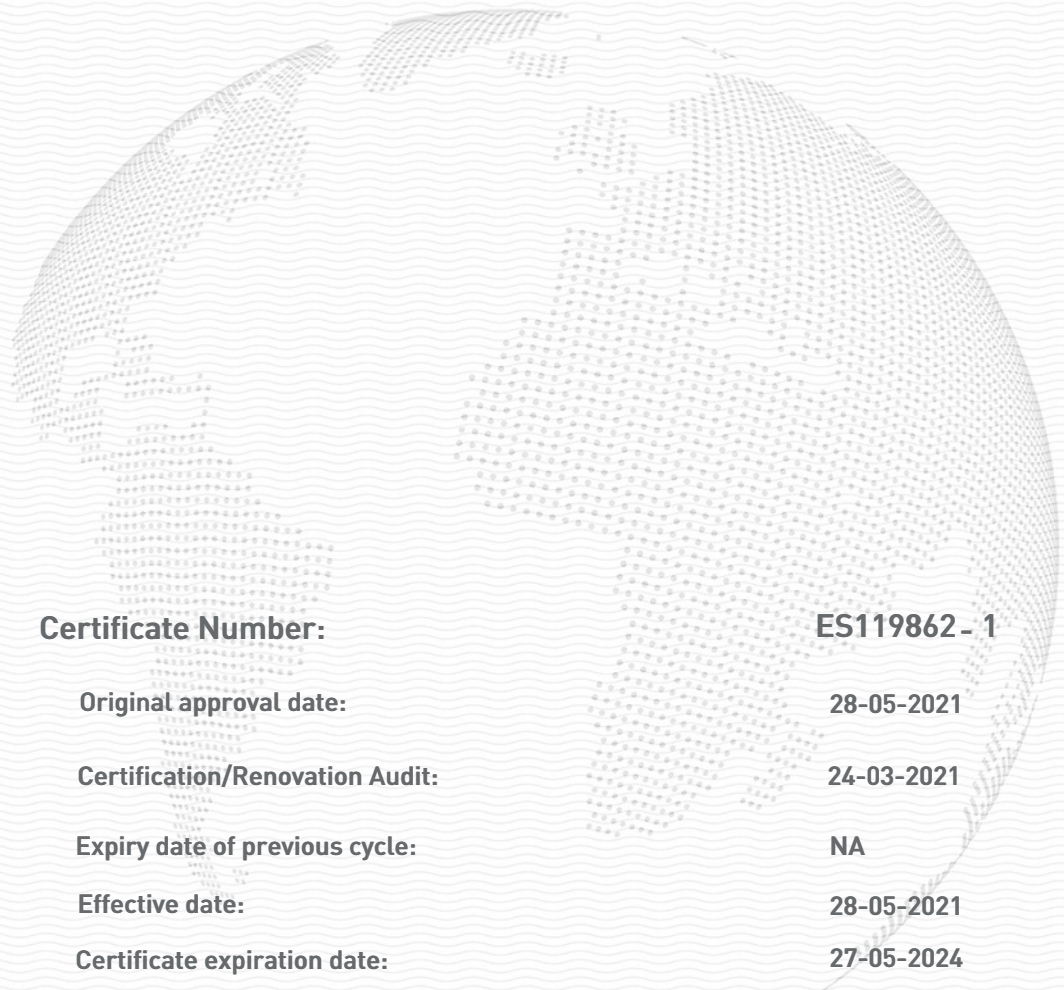 Certificate Number: ES119862- 1
Original approval date: 28-05-2021
Certification/Renovation Audit: 24-03-2021
Expiry date of previous cycle: NA
Effective date: 28-05-2021
Certificate expiration date: 27-05-2024